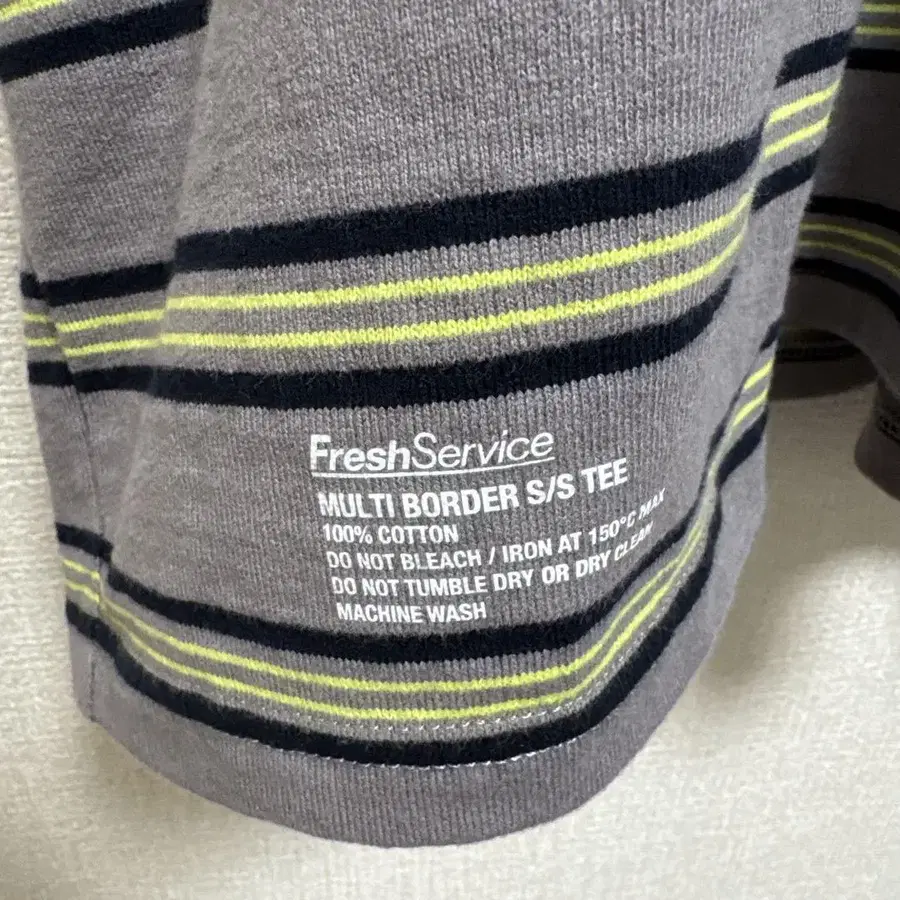 FreshService
MULTI BORDER S/S TEE
100% COTTON
DO NOT BLEACH / IRON AT 150°C MAX
DO NOT TUMBLE DRY OR DRY CLEAN
MACHINE WASH